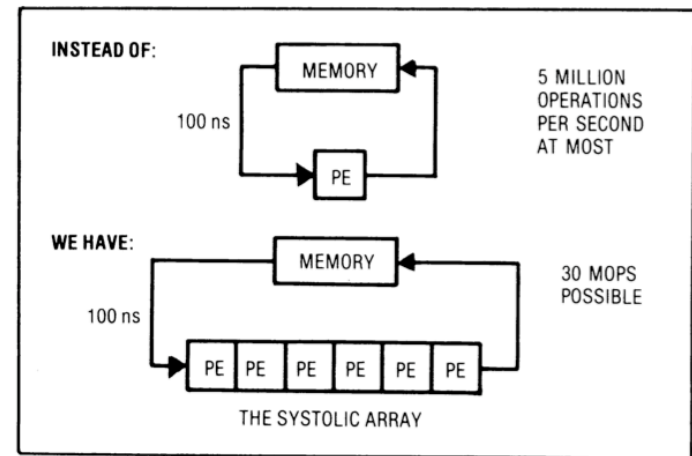 INSTEAD OF:
MEMORY
5 MILLION
OPERATIONS
PER SECOND
AT MOST
100 ns
PE
WE HAVE:
MEMORY
30 MOPS
POSSIBLE
100 ns
PE PE PE PE PE PE
THE SYSTOLIC ARRAY